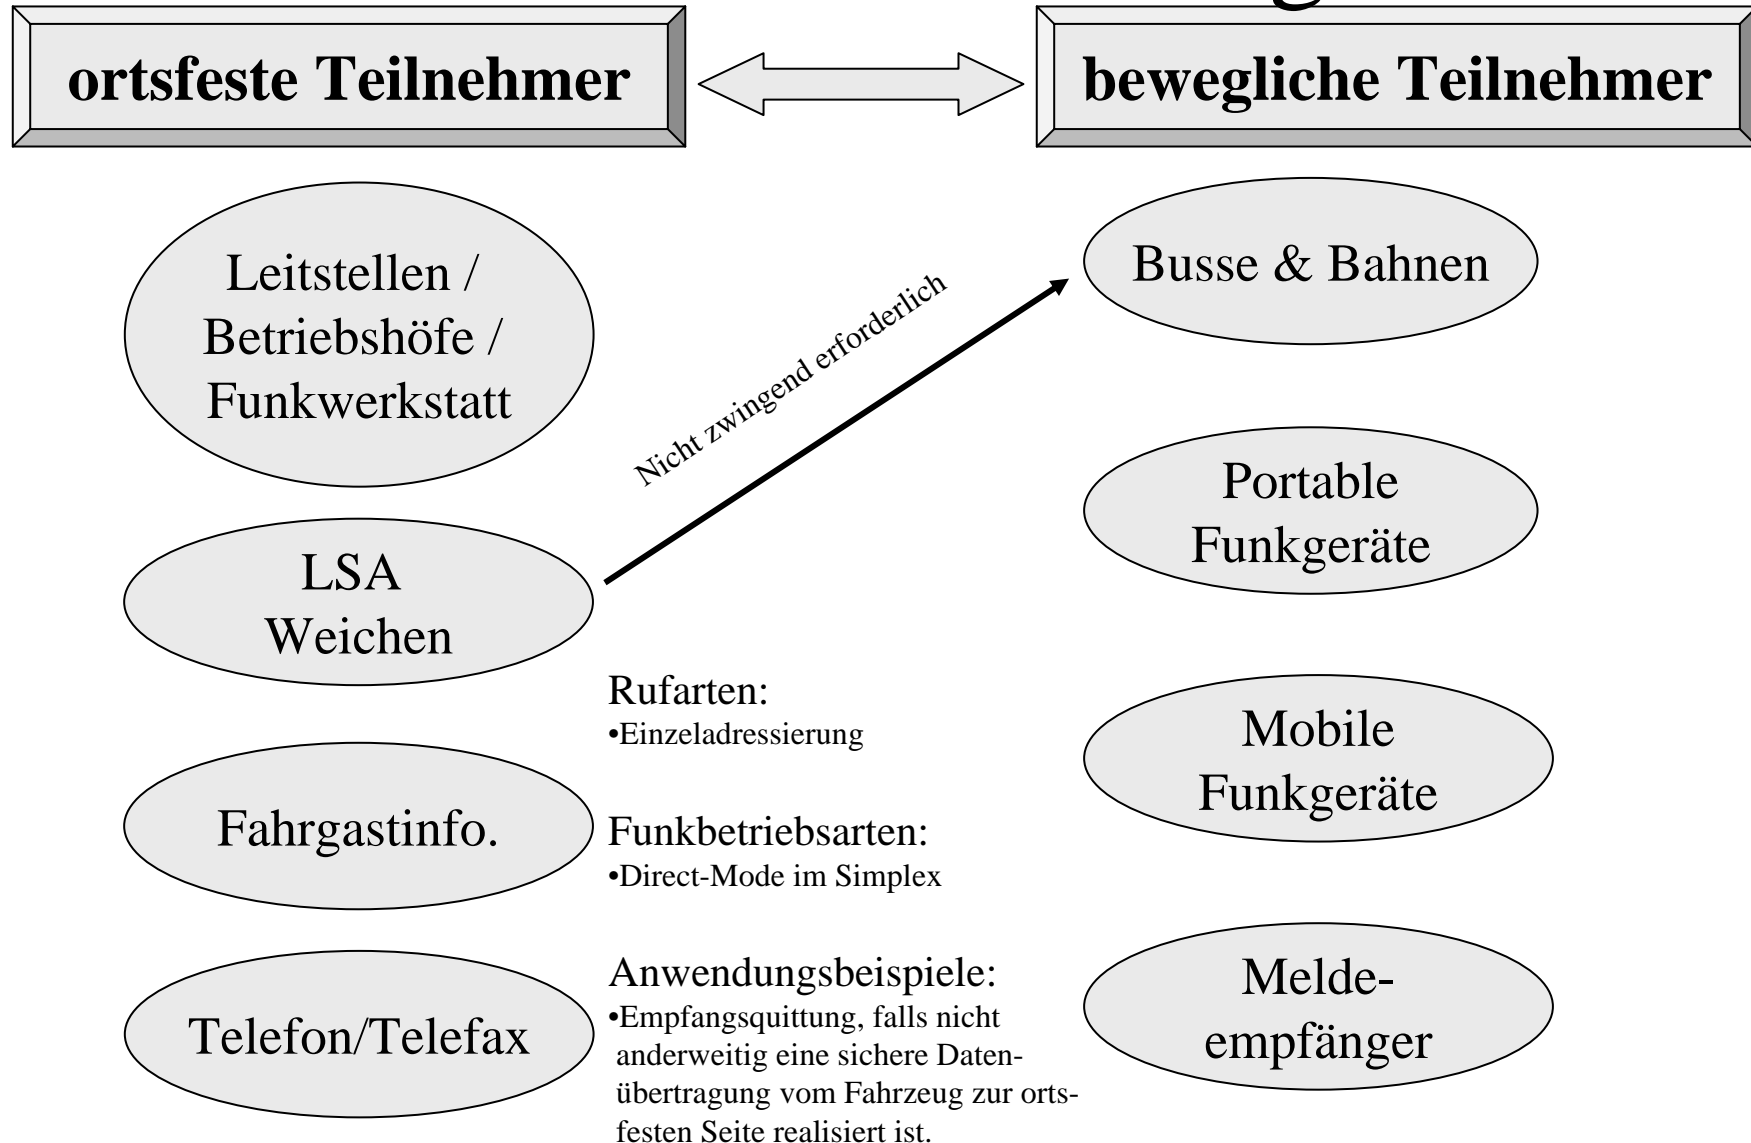 ortsfeste Teilnehmer
bewegliche Teilnehmer
Leitstellen /
Betriebshöfe /
Funkwerkstatt
LSA
Weichen
Fahrgastinfo.
Telefon/Telefax
Nicht zwingend erforderlich
Rufarten:
•Einzeladressierung
Funkbetriebsarten:
•Direct-Mode im Simplex
Anwendungsbeispiele:
•Empfangsquittung, falls nicht
anderweitig eine sichere Daten-
übertragung vom Fahrzeug zur orts-
festen Seite realisiert ist.
Busse & Bahnen
Portable
Funkgeräte
Mobile
Funkgeräte
Melde-
empfänger